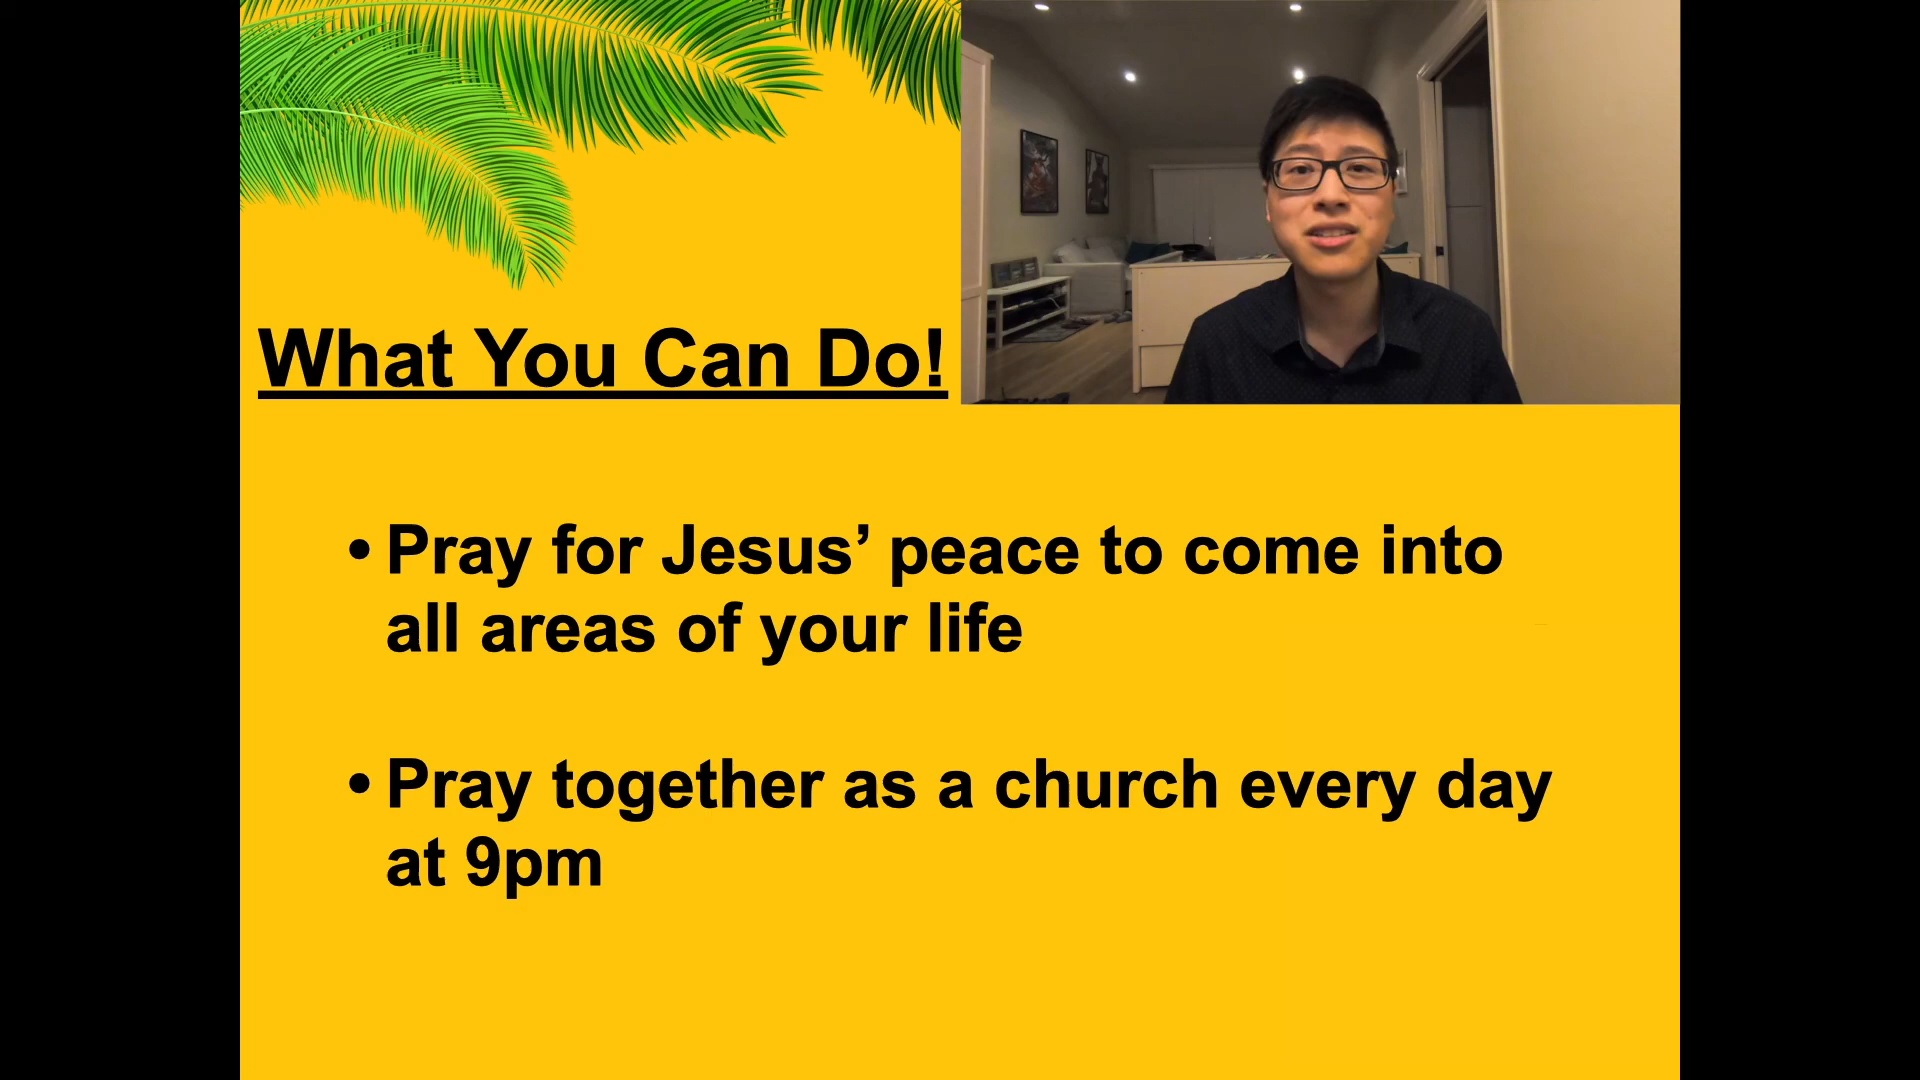 What You Can Do!
• Pray for Jesus’ peace to come into
all areas of your life
• Pray together as a church every day
at 9pm